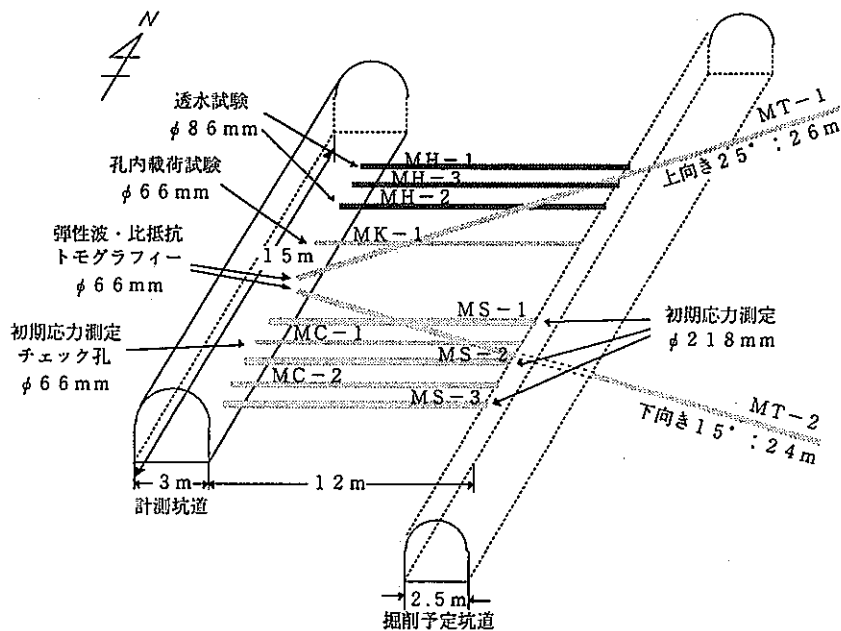 N
透水試験
φ86mm
孔内載荷試験
φ66mm
弾性波・比抵抗
トモグラフィー
φ66mm
初期応力測定
チェック孔
φ66mm
MH-1
MH-3
MH-2
MK-1
15m
MT-1
上向き25°:26m
MS-1
MC-1
MS-2
MC-2
MS-3
初期応力測定
φ218mm
MT-2
下向き15°:24m
3m
12m
計測坑道
2.5m
掘削予定坑道